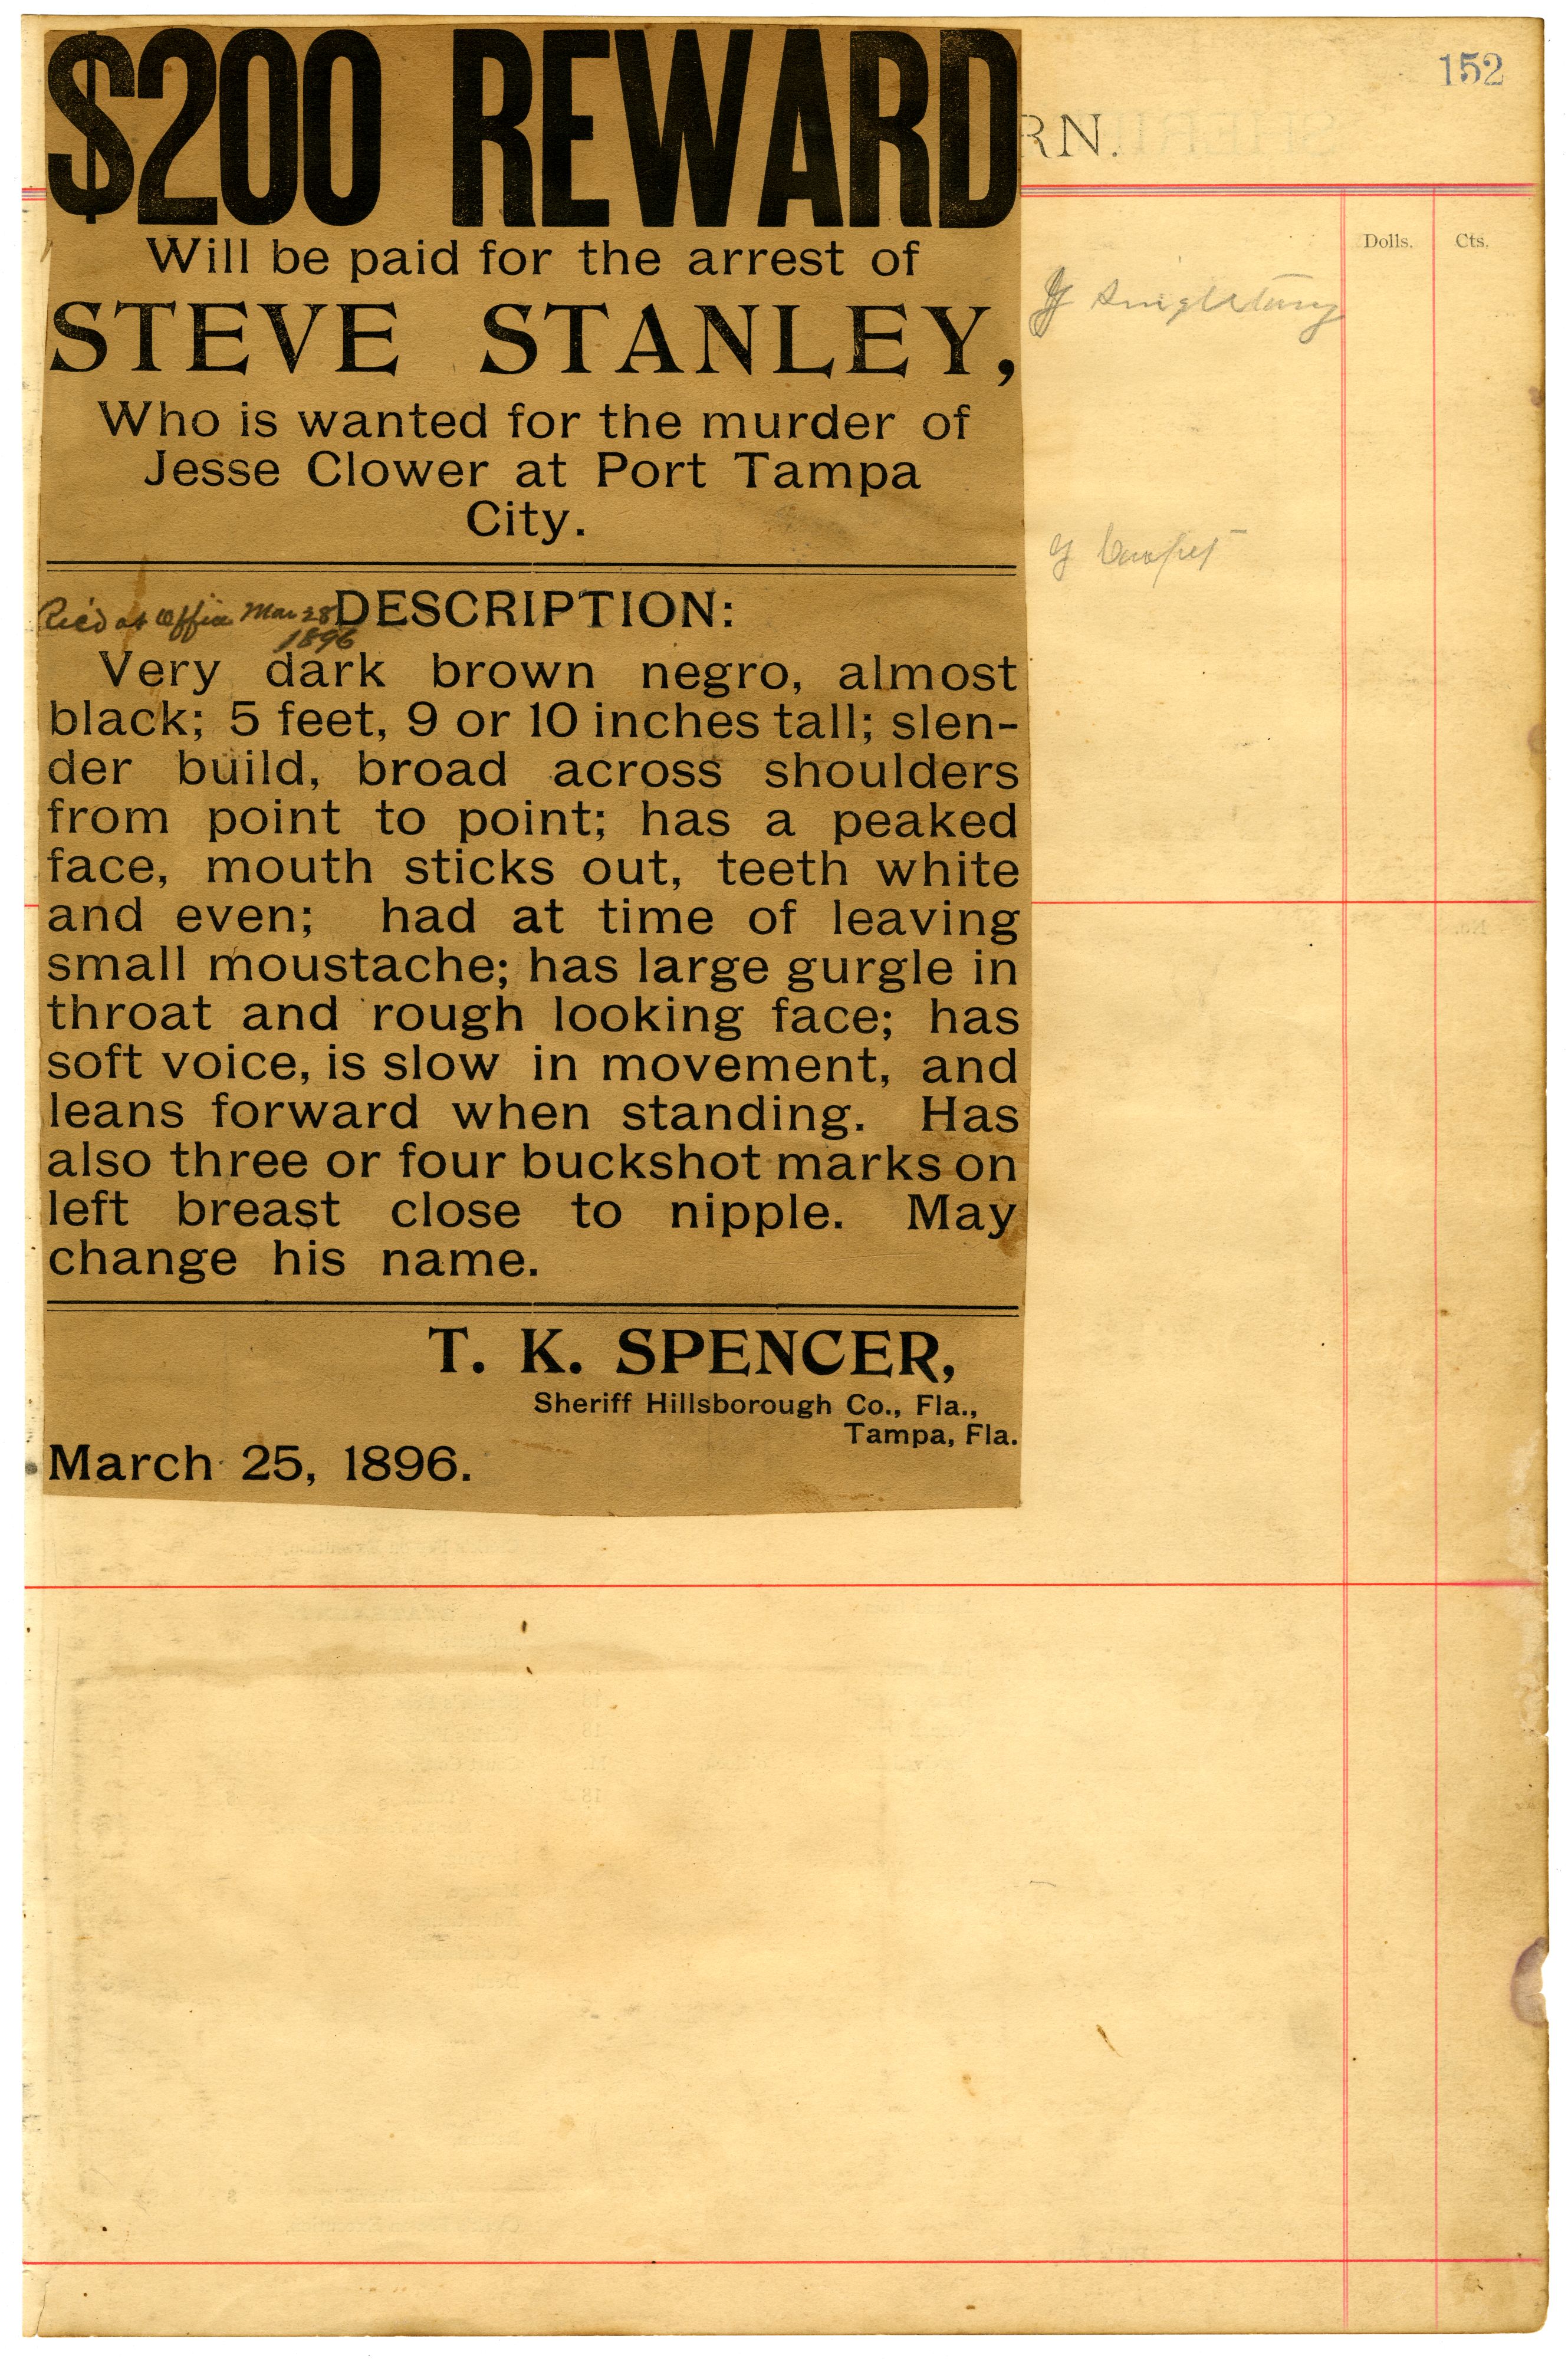 152
RN.
Dolls.
Cts.
$200 REWARD
Will be paid for the arrest of
STEVE STANLEY,
Who is wanted for the murder of
Jesse Clower at Port Tampa
City.
Rec'd at Office Mar 28
1896
DESCRIPTION:
Very dark brown negro, almost
black; 5 feet, 9 or 10 inches tall; slen-
der build, broad across shoulders
from point to point; has a peaked
face, mouth sticks out, teeth white
and even; had at time of leaving
small moustache; has large gurgle in
throat and rough looking face; has
soft voice, is slow in movement, and
leans forward when standing. Has
also three or four buckshot marks on
left breast close to nipple. May
change his name.
T. K. SPENCER,
Sheriff Hillsborough Co., Fla.,
Tampa, Fla.
March 25, 1896.